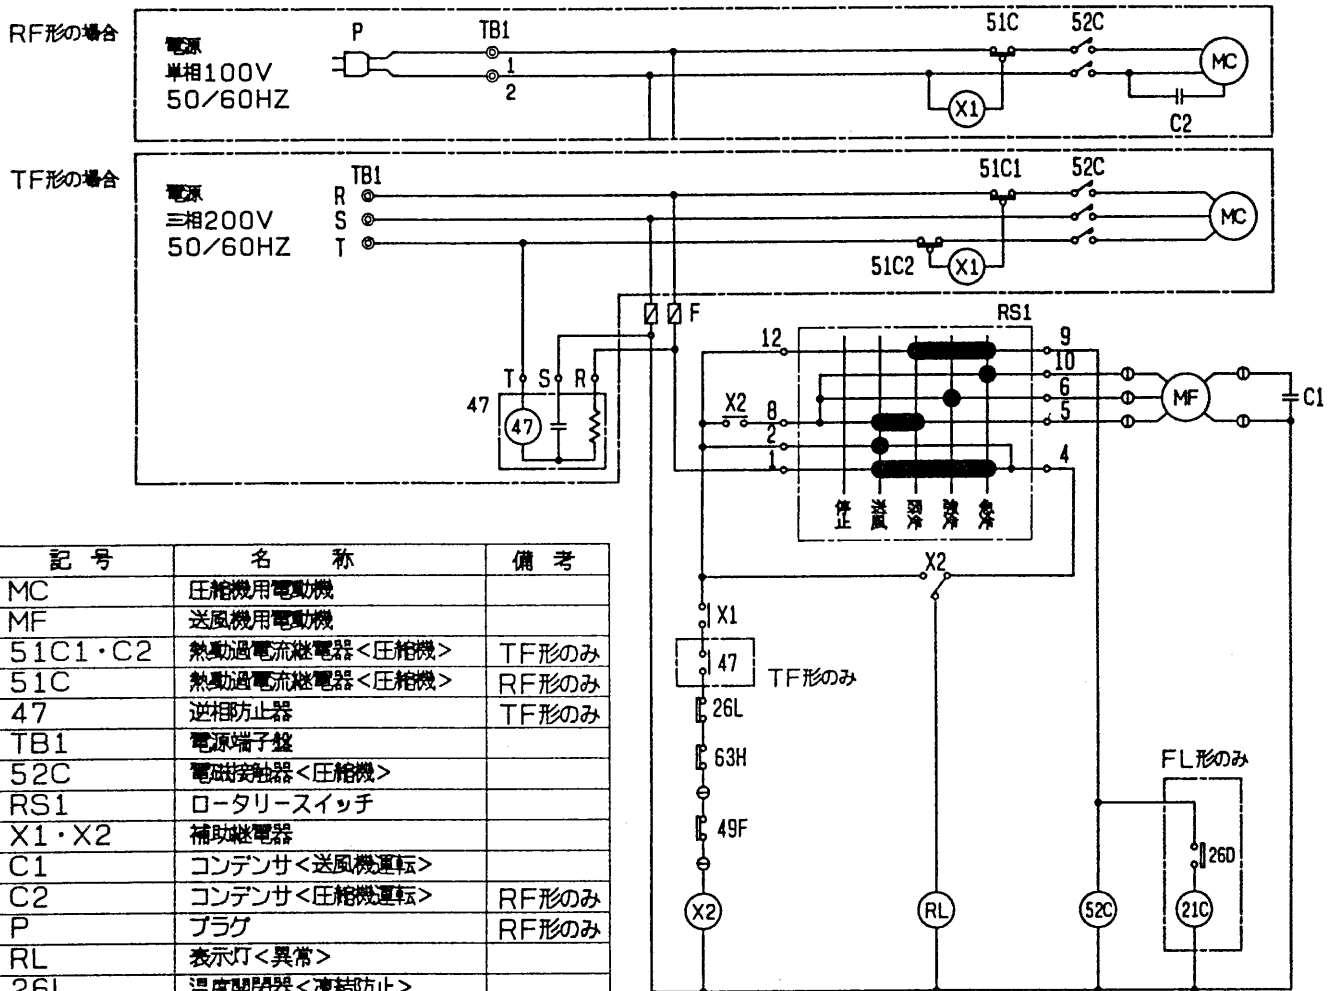 RF形の場合
電源
単相100V
50/60HZ
P
TB1
1
2
51C
52C
MC
X1
C2
TF形の場合
電源
三相200V
50/60HZ
TB1
R
S
T
51C1
52C
MC
51C2
X1
F
RS1
T S R
47
47
12
X2
8
2
1
9
10
6
5
4
MF
C1
停止
送風
弱冷
強冷
急冷
X2
X1
47
TF形のみ
26L
63H
49F
X2
RL
52C
FL形のみ
26D
21C
記号 名称 備考
MC 圧縮機用電動機
MF 送風機用電動機
51C1・C2 熱動過電流継電器<圧縮機> TF形のみ
51C 熱動過電流継電器<圧縮機> RF形のみ
47 逆相防止器 TF形のみ
TB1 電源端子盤
52C 電磁接触器<圧縮機>
RS1 ロータリースイッチ
X1・X2 補助継電器
C1 コンデンサ<送風機運転>
C2 コンデンサ<圧縮機運転> RF形のみ
P プラグ RF形のみ
RL 表示灯<異常>
26L 温度開閉器<凍結防止>